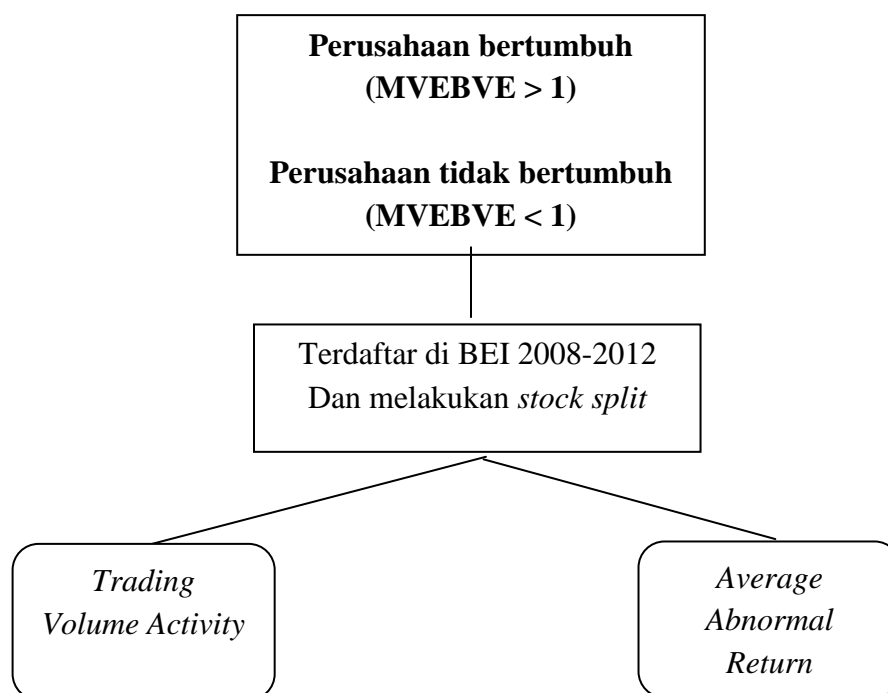 Perusahaan bertumbuh
(MVEBVE > 1)
Perusahaan tidak bertumbuh
(MVEBVE < 1)
Terdaftar di BEI 2008-2012
Dan melakukan stock split
Trading
Volume Activity
Average
Abnormal
Return